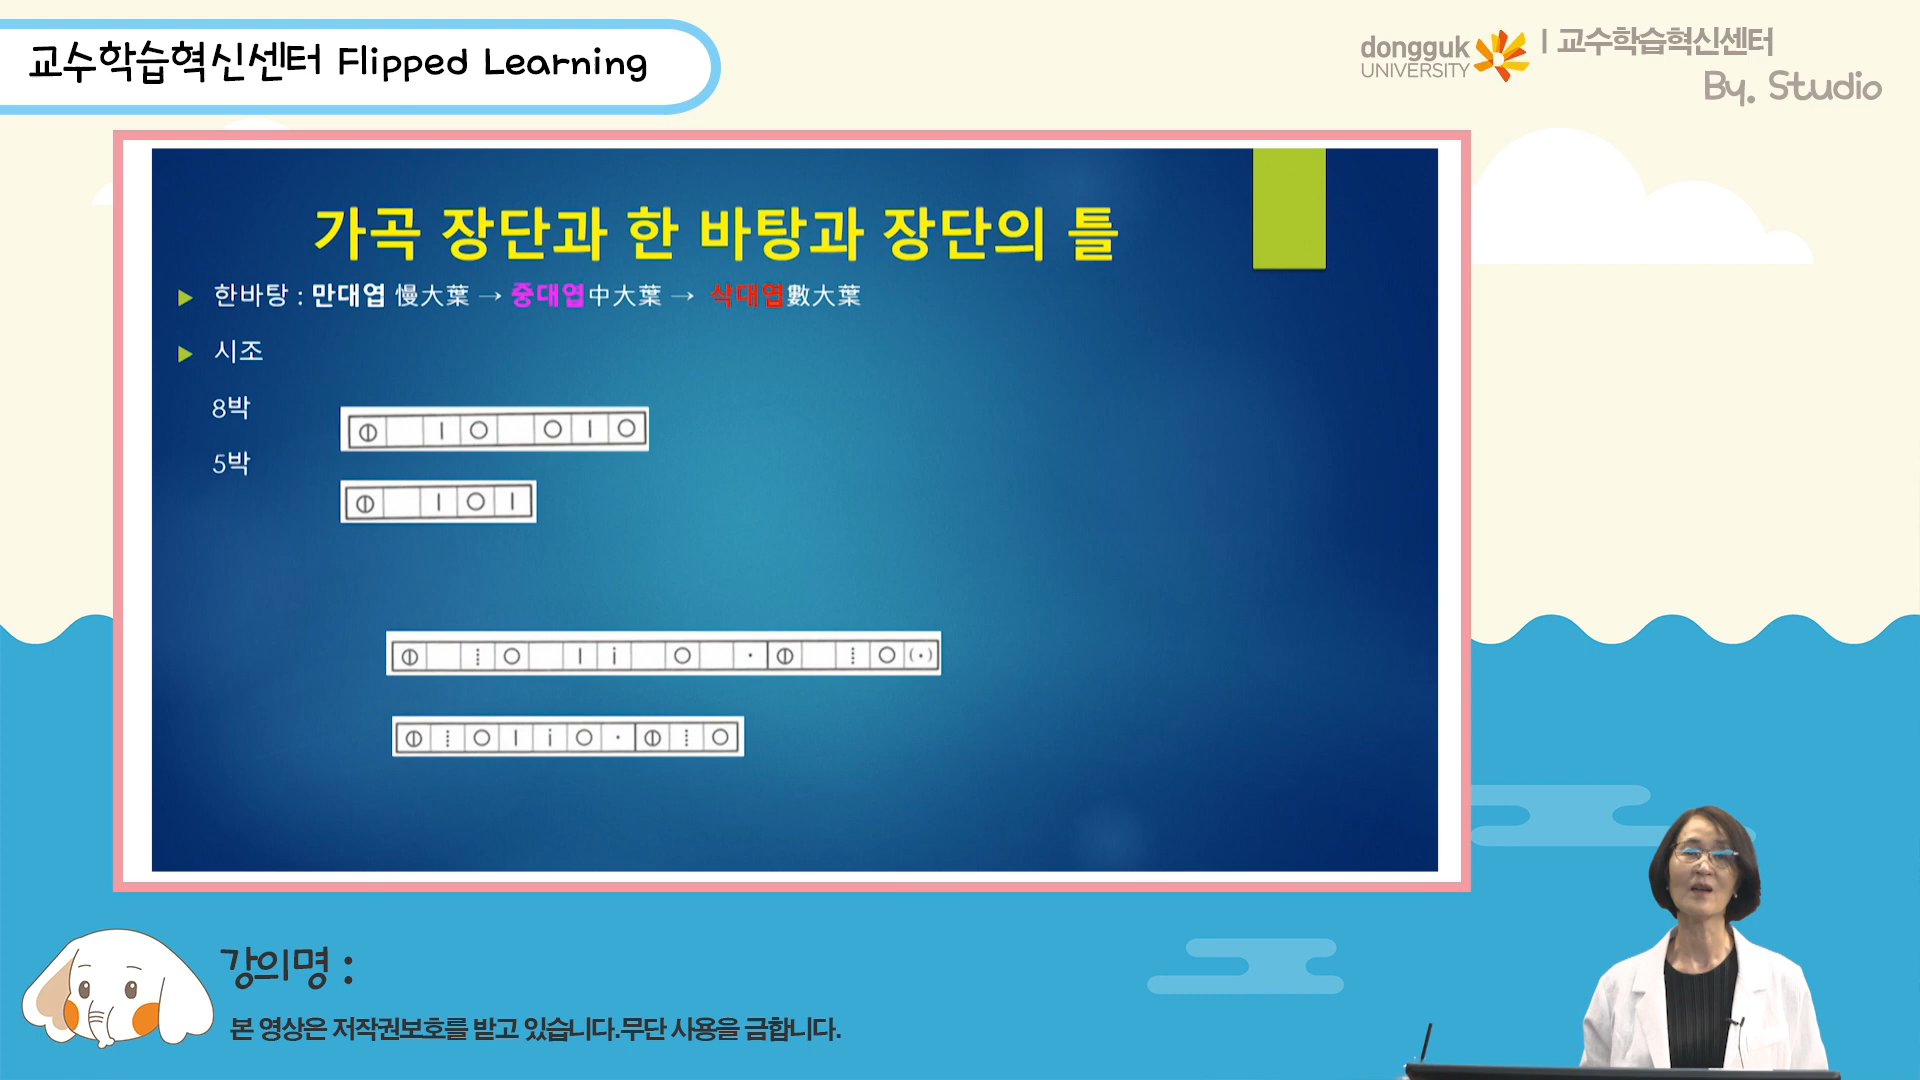 교수학습혁신센터 Flipped Learning
dongguk UNIVERSITY | 교수학습혁신센터
By. Studio
가곡 장단과 한 바탕과 장단의 틀
한바탕 : 만대엽 慢大葉 → 중대엽中大葉 → 삭대엽數大葉
시조
8박
5박
강의명 :
본 영상은 저작권보호를 받고 있습니다.무단 사용을 금합니다.